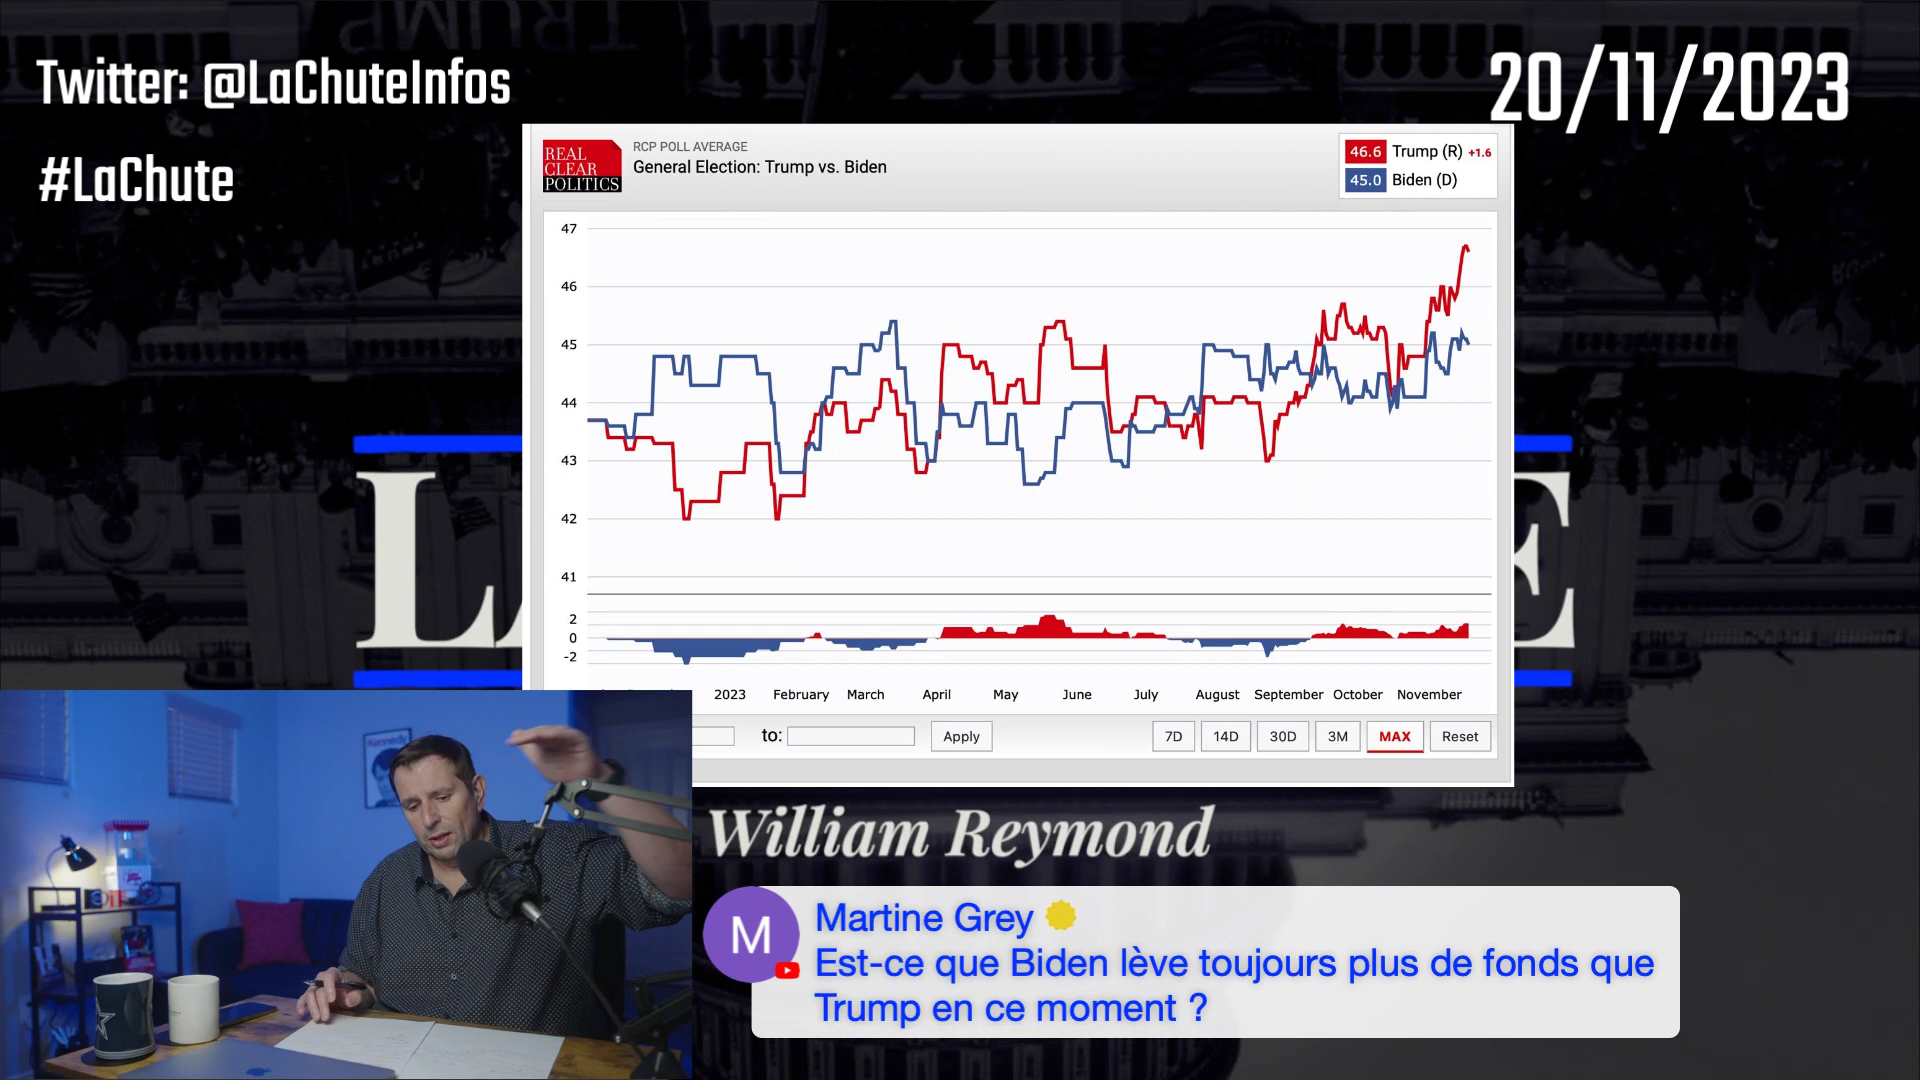 Twitter: @LaChuteInfos
20/11/2023
#LaChute
REAL
CLEAR
POLITICS
RCP POLL AVERAGE
General Election: Trump vs. Biden
46.6 Trump (R) +1.6
45.0 Biden (D)
47
46
45
44
43
42
41
2
0
-2
2023 February March April May June July August September October November
to: Apply 7D 14D 30D 3M MAX Reset
Kennedy
William Reymond
M
Martine Grey
Est-ce que Biden lève toujours plus de fonds que
Trump en ce moment ?
TRUMP
L
E